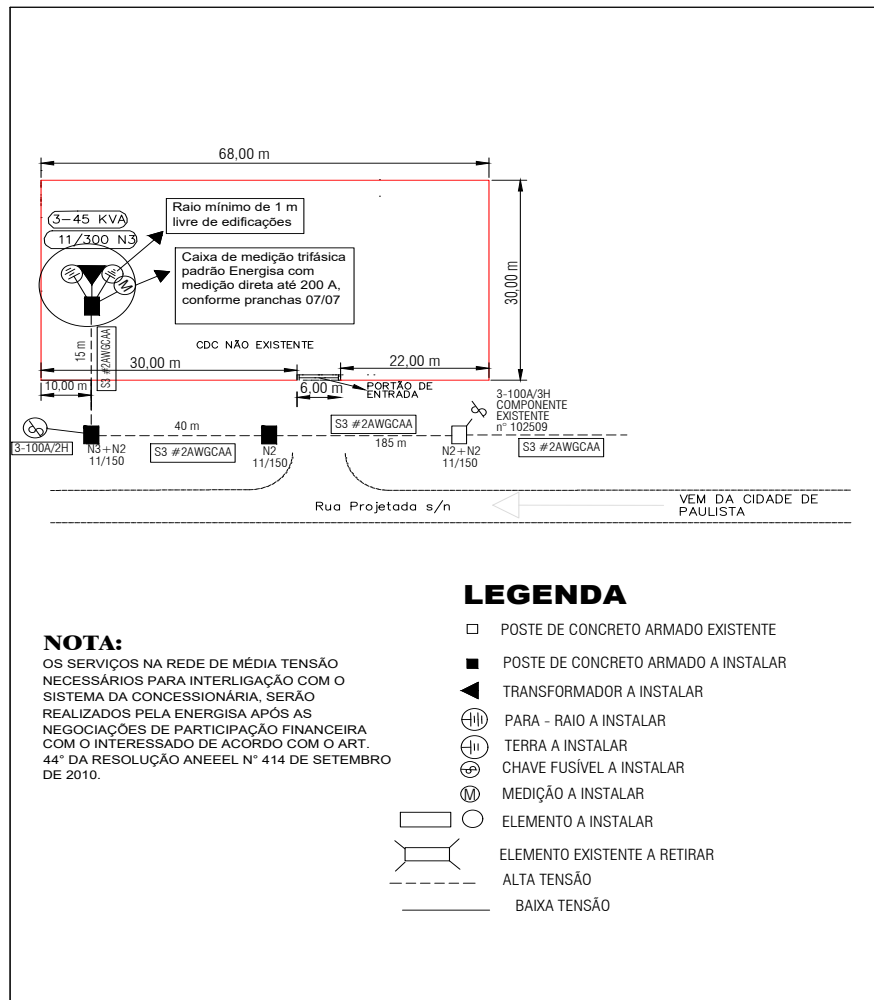 68,00 m
3-45 KVA
11/300 N3
Raio mínimo de 1 m
livre de edificações
M
Caixa de medição trifásica
padrão Energisa com
medição direta até 200 A,
conforme pranchas 07/07
30,00 m
15 m
S3 #2AWGCAA
CDC NÃO EXISTENTE
30,00 m
22,00 m
10,00 m
6,00 m
PORTÃO DE
ENTRADA
3-100A/3H
COMPONENTE
EXISTENTE
n° 102509
3-100A/2H
N3+N2
11/150
40 m
S3 #2AWGCAA
N2
11/150
S3 #2AWGCAA
185 m
N2+N2
11/150
S3 #2AWGCAA
Rua Projetada s/n
VEM DA CIDADE DE
PAULISTA
NOTA:
OS SERVIÇOS NA REDE DE MÉDIA TENSÃO
NECESSÁRIOS PARA INTERLIGAÇÃO COM O
SISTEMA DA CONCESSIONÁRIA, SERÃO
REALIZADOS PELA ENERGISA APÓS AS
NEGOCIAÇÕES DE PARTICIPAÇÃO FINANCEIRA
COM O INTERESSADO DE ACORDO COM O ART.
44° DA RESOLUÇÃO ANEEEL N° 414 DE SETEMBRO
DE 2010.
LEGENDA
POSTE DE CONCRETO ARMADO EXISTENTE
POSTE DE CONCRETO ARMADO A INSTALAR
TRANSFORMADOR A INSTALAR
PARA - RAIO A INSTALAR
TERRA A INSTALAR
CHAVE FUSÍVEL A INSTALAR
M MEDIÇÃO A INSTALAR
ELEMENTO A INSTALAR
ELEMENTO EXISTENTE A RETIRAR
ALTA TENSÃO
BAIXA TENSÃO